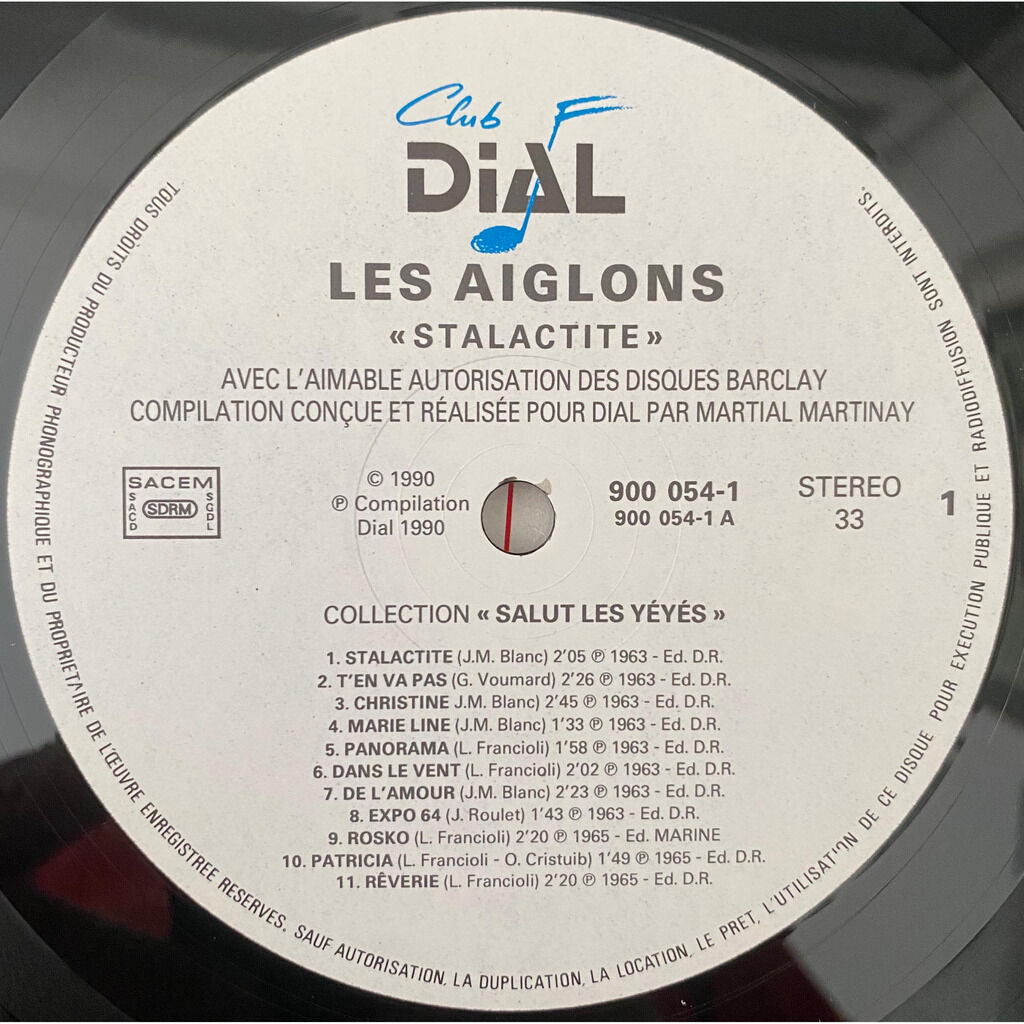 Club
DiAL
LES AIGLONS
« STALACTITE »
AVEC L'AIMABLE AUTORISATION DES DISQUES BARCLAY
COMPILATION CONÇUE ET RÉALISÉE POUR DIAL PAR MARTIAL MARTINAY
SACEM
SACD
SDRM
SGDL
© 1990
℗ Compilation
Dial 1990
900 054-1
900 054-1 A
STEREO
33
1
COLLECTION « SALUT LES YÉYÉS »
1. STALACTITE (J.M. Blanc) 2'05 ℗ 1963 - Ed. D.R.
2. T'EN VA PAS (G. Voumard) 2'26 ℗ 1963 - Ed. D.R.
3. CHRISTINE J.M. Blanc) 2'45 ℗ 1963 - Ed. D.R.
4. MARIE LINE (J.M. Blanc) 1'33 ℗ 1963 - Ed. D.R.
5. PANORAMA (L. Francioli) 1'58 ℗ 1963 - Ed. D.R.
6. DANS LE VENT (L. Francioli) 2'02 ℗ 1963 - Ed. D.R.
7. DE L'AMOUR (J.M. Blanc) 2'23 ℗ 1963 - Ed. D.R.
8. EXPO 64 (J. Roulet) 1'43 ℗ 1963 - Ed. D.R.
9. ROSKO (L. Francioli) 2'20 ℗ 1965 - Ed. MARINE
10. PATRICIA (L. Francioli - O. Cristuib) 1'49 ℗ 1965 - Ed. D.R.
11. RÊVERIE (L. Francioli) 2'20 ℗ 1965 - Ed. D.R.
TOUS DROITS DU PRODUCTEUR PHONOGRAPHIQUE ET DU PROPRIETAIRE DE L'ŒUVRE ENREGISTREE RESERVES. SAUF AUTORISATION, LA DUPLICATION, LA LOCATION, LE PRET, L'UTILISATION DE CE DISQUE POUR EXECUTION PUBLIQUE ET RADIODIFFUSION SONT INTERDITS.